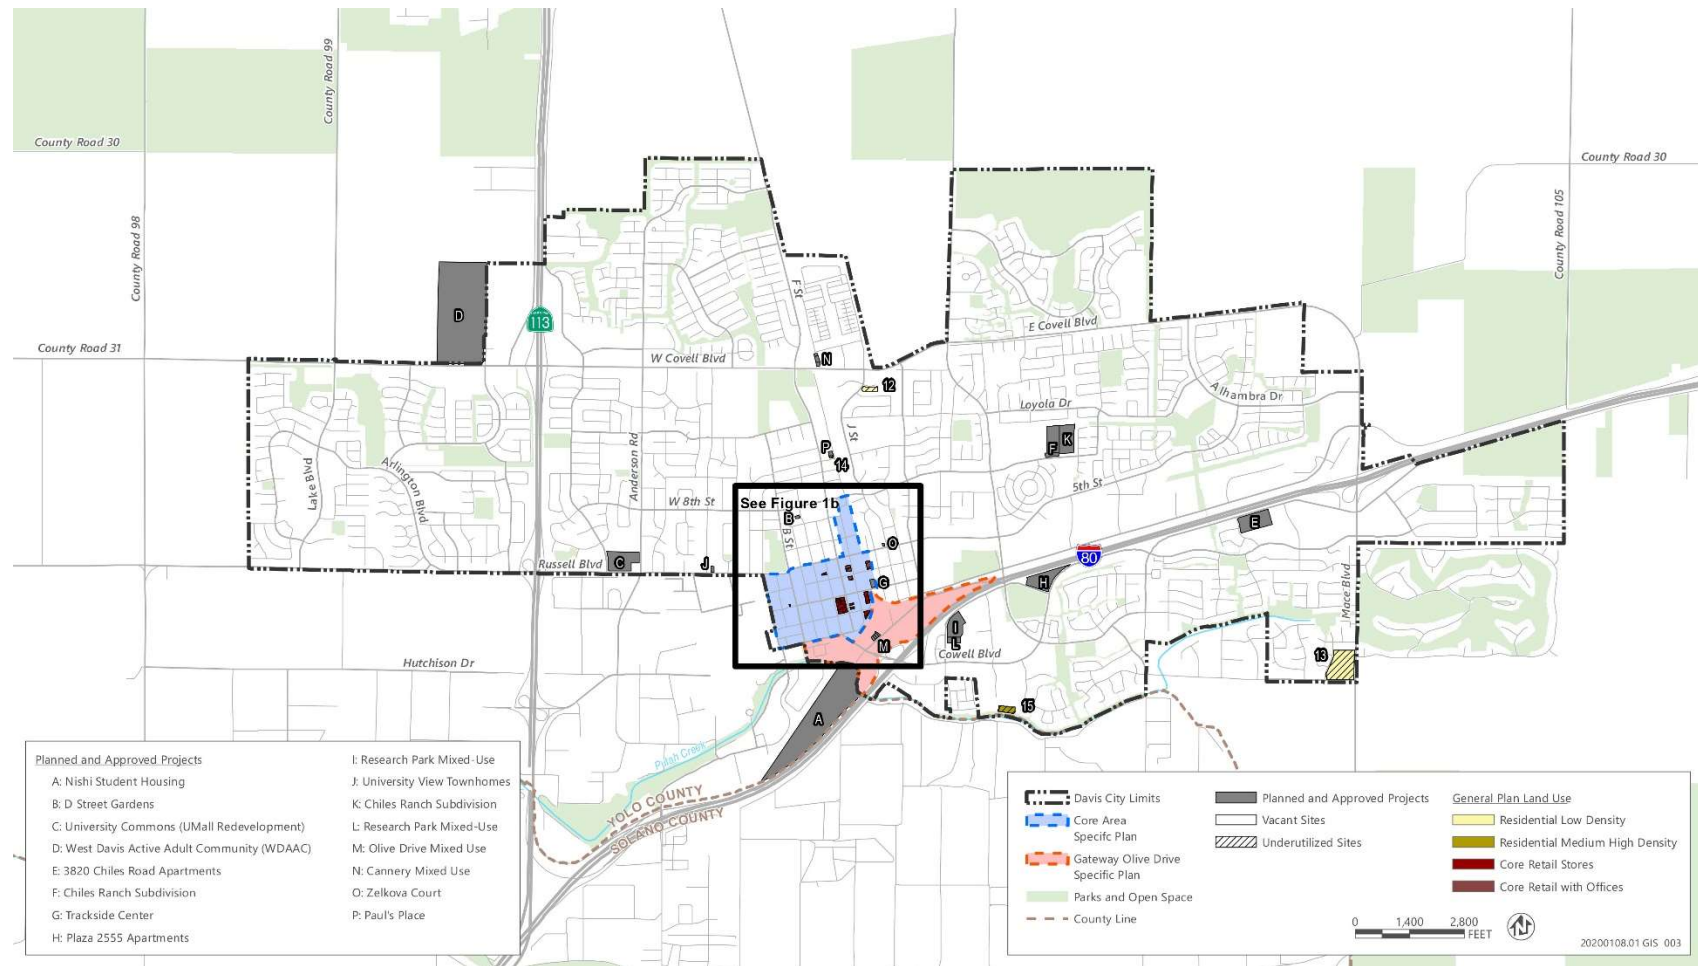 County Road 99
County Road 30
County Road 30
County Road 98
County Road 105
F St
113
D
E Covell Blvd
County Road 31
W Covell Blvd
N
12
Alhambra Dr
Loyola Dr
J St
P
F
K
14
Anderson Rd
Arlington Blvd
Lake Blvd
5th St
W 8th St
See Figure 1b
B
B St
E
O
80
Russell Blvd
C
J
G
H
Mace Blvd
I
L
M
Cowell Blvd
Hutchison Dr
13
15
A
Putah Creek
YOLO COUNTY
SOLANO COUNTY
Planned and Approved Projects
A: Nishi Student Housing
B: D Street Gardens
C: University Commons (UMall Redevelopment)
D: West Davis Active Adult Community (WDAAC)
E: 3820 Chiles Road Apartments
F: Chiles Ranch Subdivision
G: Trackside Center
H: Plaza 2555 Apartments
I: Research Park Mixed-Use
J: University View Townhomes
K: Chiles Ranch Subdivision
L: Research Park Mixed-Use
M: Olive Drive Mixed Use
N: Cannery Mixed Use
O: Zelkova Court
P: Paul's Place
Davis City Limits
Core Area
Specifc Plan
Gateway Olive Drive
Specific Plan
Parks and Open Space
County Line
Planned and Approved Projects
Vacant Sites
Underutilized Sites
General Plan Land Use
Residential Low Density
Residential Medium High Density
Core Retail Stores
Core Retail with Offices
0 1,400 2,800
FEET
N
20200108.01 GIS 003